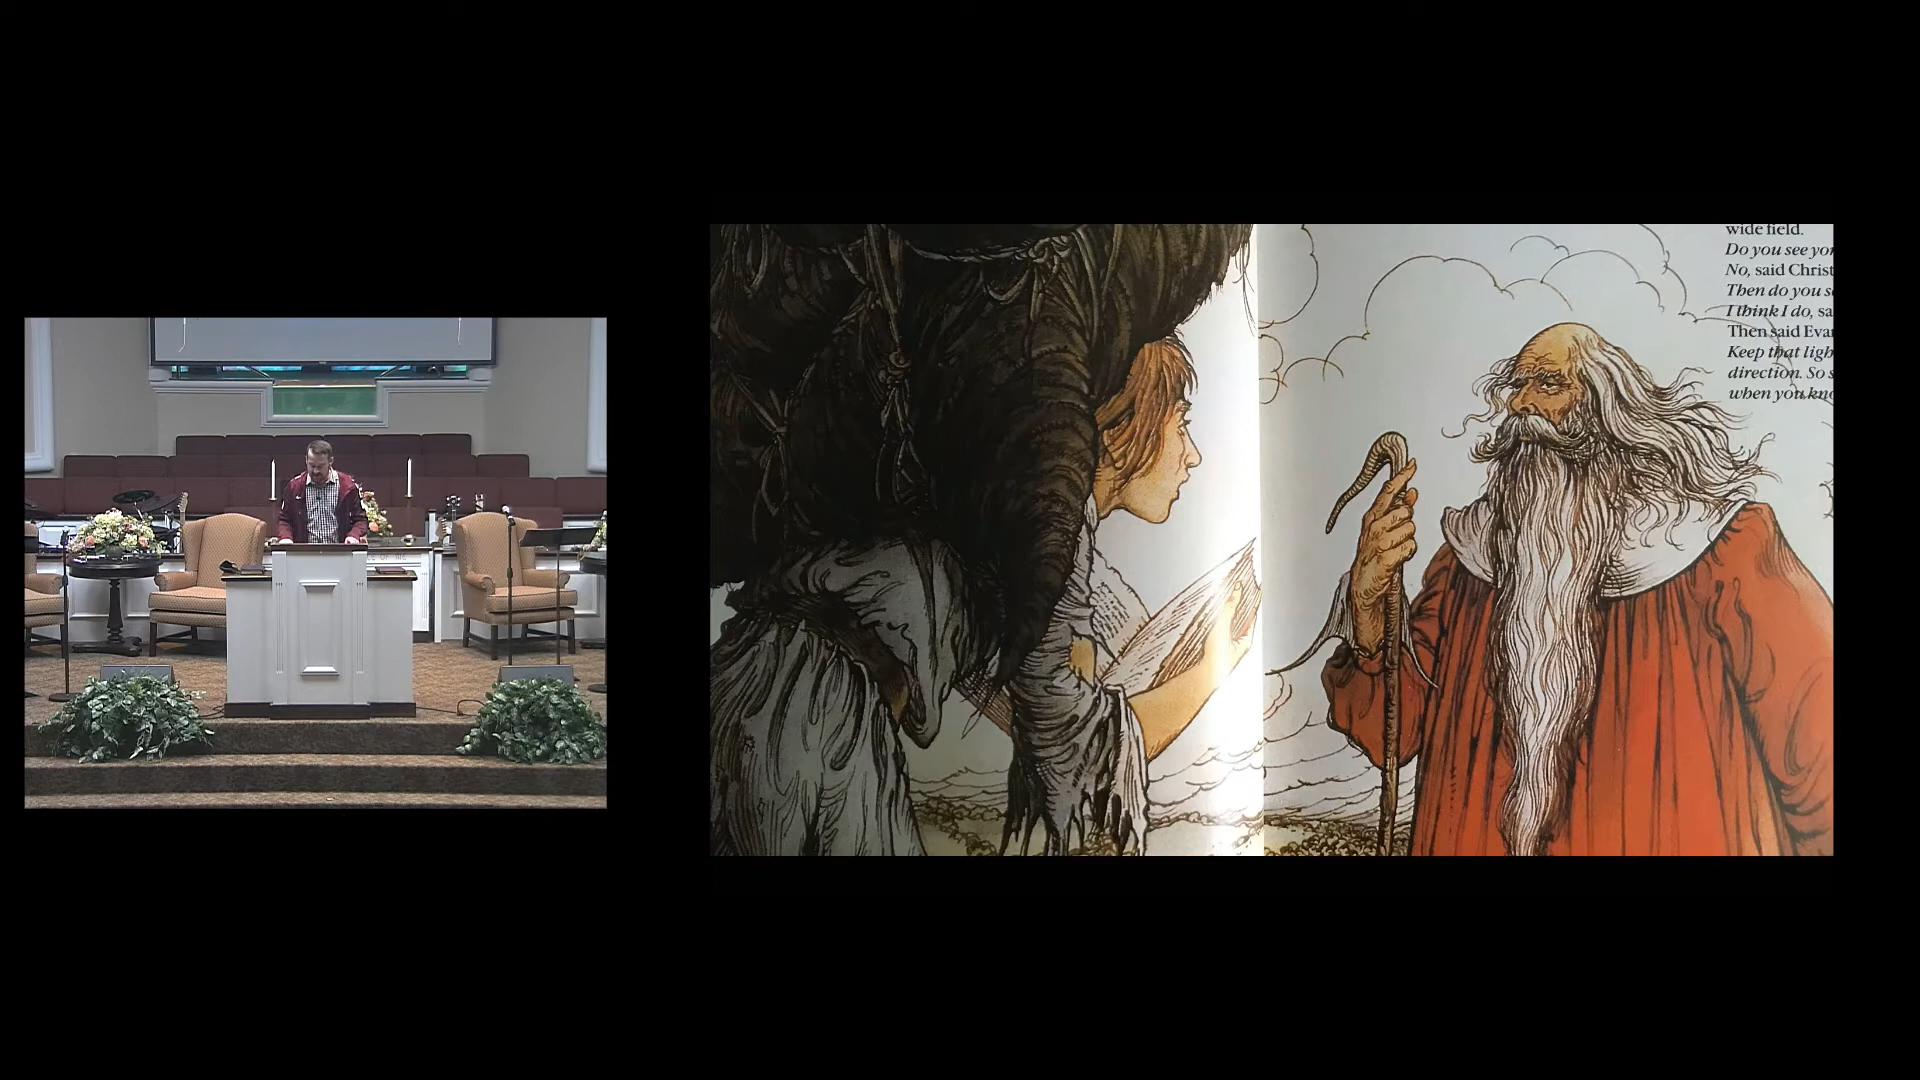 wide field.
Do you see yo
No, said Christ
Then do you s
I think I do, sa
Then said Eva
Keep that ligh
direction. So s
when you kno